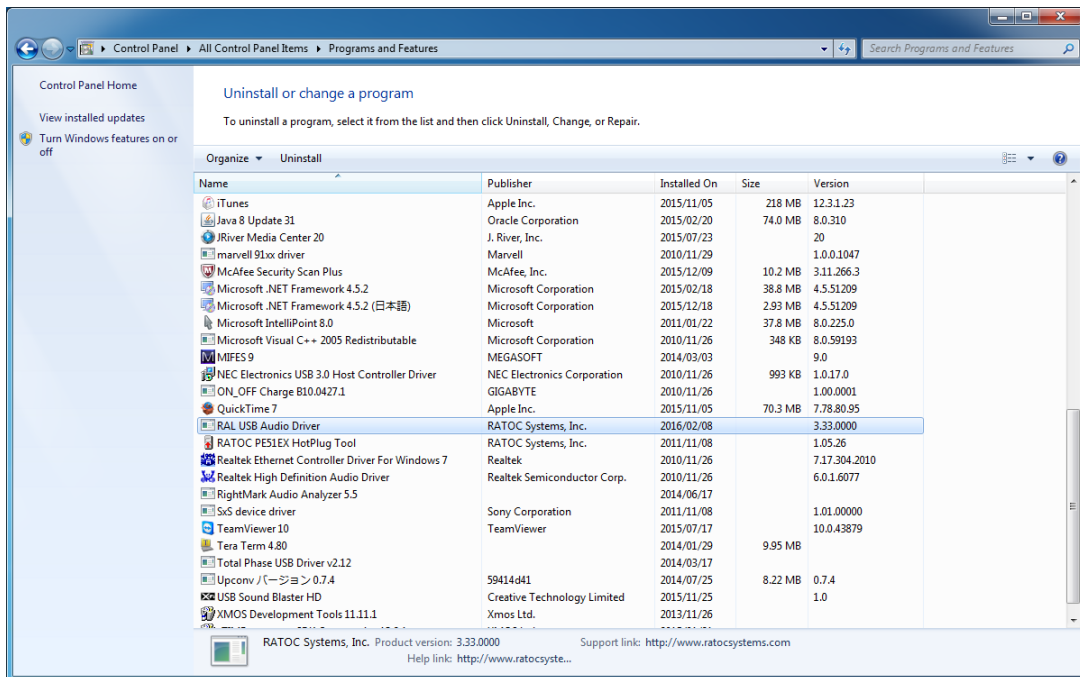 Control Panel All Control Panel Items Programs and Features Search Programs and Features
Control Panel Home
View installed updates
Turn Windows features on or
off
Uninstall or change a program
To uninstall a program, select it from the list and then click Uninstall, Change, or Repair.
Organize Uninstall
Name Publisher Installed On Size Version
iTunes Apple Inc. 2015/11/05 218 MB 12.3.1.23
Java 8 Update 31 Oracle Corporation 2015/02/20 74.0 MB 8.0.310
JRiver Media Center 20 J. River, Inc. 2015/07/23 20
marvell 91xx driver Marvell 2010/11/29 1.0.0.1047
McAfee Security Scan Plus McAfee, Inc. 2015/12/09 10.2 MB 3.11.266.3
Microsoft .NET Framework 4.5.2 Microsoft Corporation 2015/02/18 38.8 MB 4.5.51209
Microsoft .NET Framework 4.5.2 (日本語) Microsoft Corporation 2015/12/18 2.93 MB 4.5.51209
Microsoft IntelliPoint 8.0 Microsoft 2011/01/22 37.8 MB 8.0.225.0
Microsoft Visual C++ 2005 Redistributable Microsoft Corporation 2010/11/26 348 KB 8.0.59193
MIFES 9 MEGASOFT 2014/03/03 9.0
NEC Electronics USB 3.0 Host Controller Driver NEC Electronics Corporation 2010/11/26 993 KB 1.0.17.0
ON_OFF Charge B10.0427.1 GIGABYTE 2010/11/26 1.00.0001
QuickTime 7 Apple Inc. 2015/11/05 70.3 MB 7.78.80.95
RAL USB Audio Driver RATOC Systems, Inc. 2016/02/08 3.33.0000
RATOC PE51EX HotPlug Tool RATOC Systems, Inc. 2011/11/08 1.05.26
Realtek Ethernet Controller Driver For Windows 7 Realtek 2010/11/26 7.17.304.2010
Realtek High Definition Audio Driver Realtek Semiconductor Corp. 2010/11/26 6.0.1.6077
RightMark Audio Analyzer 5.5 2014/06/17
SxS device driver Sony Corporation 2011/11/08 1.01.00000
TeamViewer 10 TeamViewer 2015/07/17 10.0.43879
Tera Term 4.80 2014/01/29 9.95 MB
Total Phase USB Driver v2.12 2014/03/17
Upconv バージョン 0.7.4 59414d41 2014/07/25 8.22 MB 0.7.4
USB Sound Blaster HD Creative Technology Limited 2015/11/25 1.0
XMOS Development Tools 11.11.1 Xmos Ltd. 2013/11/26
RATOC Systems, Inc. Product version: 3.33.0000 Support link: http://www.ratocsystems.com
Help link: http://www.ratocsyste...